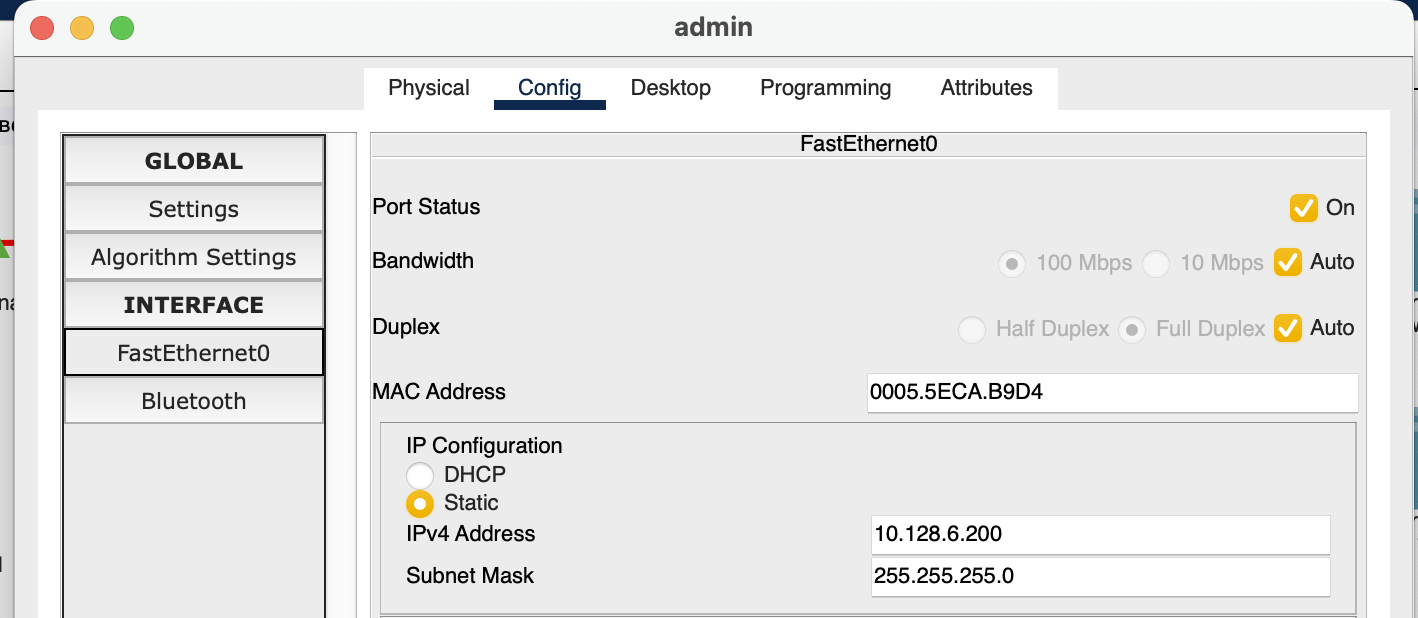 admin
Physical Config Desktop Programming Attributes
GLOBAL
Settings
Algorithm Settings
INTERFACE
FastEthernet0
Bluetooth
FastEthernet0
Port Status On
Bandwidth 100 Mbps 10 Mbps Auto
Duplex Half Duplex Full Duplex Auto
MAC Address 0005.5ECA.B9D4
IP Configuration
DHCP
Static
IPv4 Address 10.128.6.200
Subnet Mask 255.255.255.0